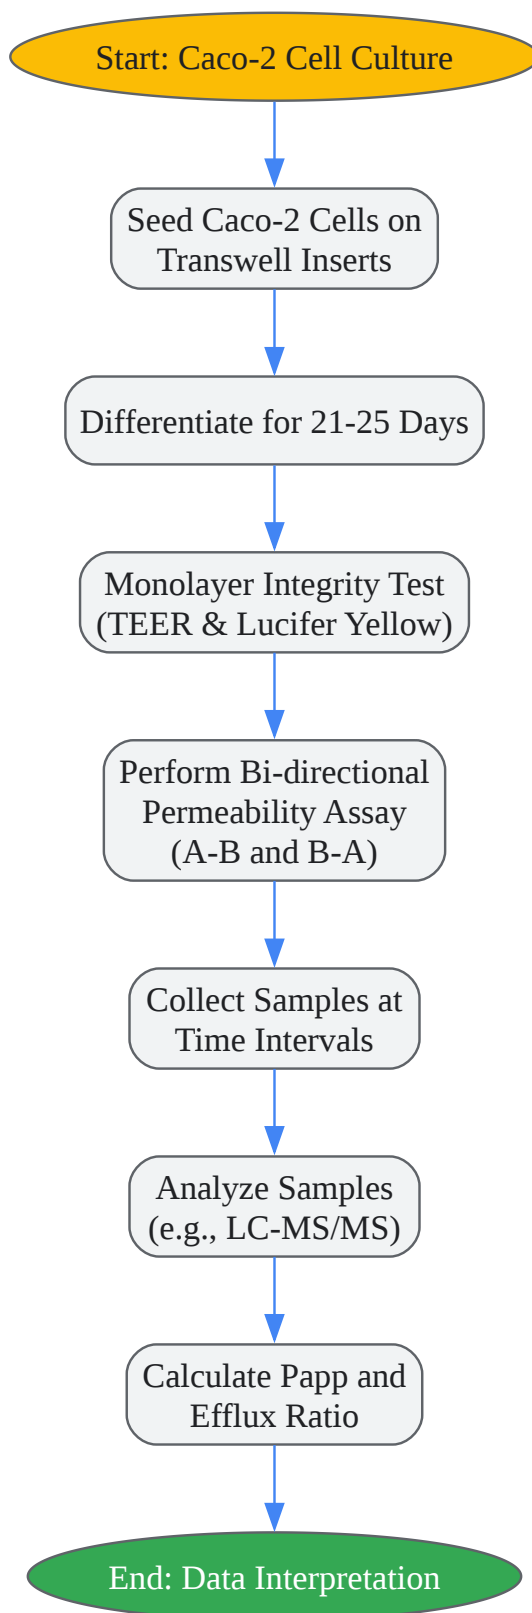 Start: Caco-2 Cell Culture
Seed Caco-2 Cells on
Transwell Inserts
Differentiate for 21-25 Days
Monolayer Integrity Test
(TEER & Lucifer Yellow)
Perform Bi-directional
Permeability Assay
(A-B and B-A)
Collect Samples at
Time Intervals
Analyze Samples
(e.g., LC-MS/MS)
Calculate Papp and
Efflux Ratio
End: Data Interpretation